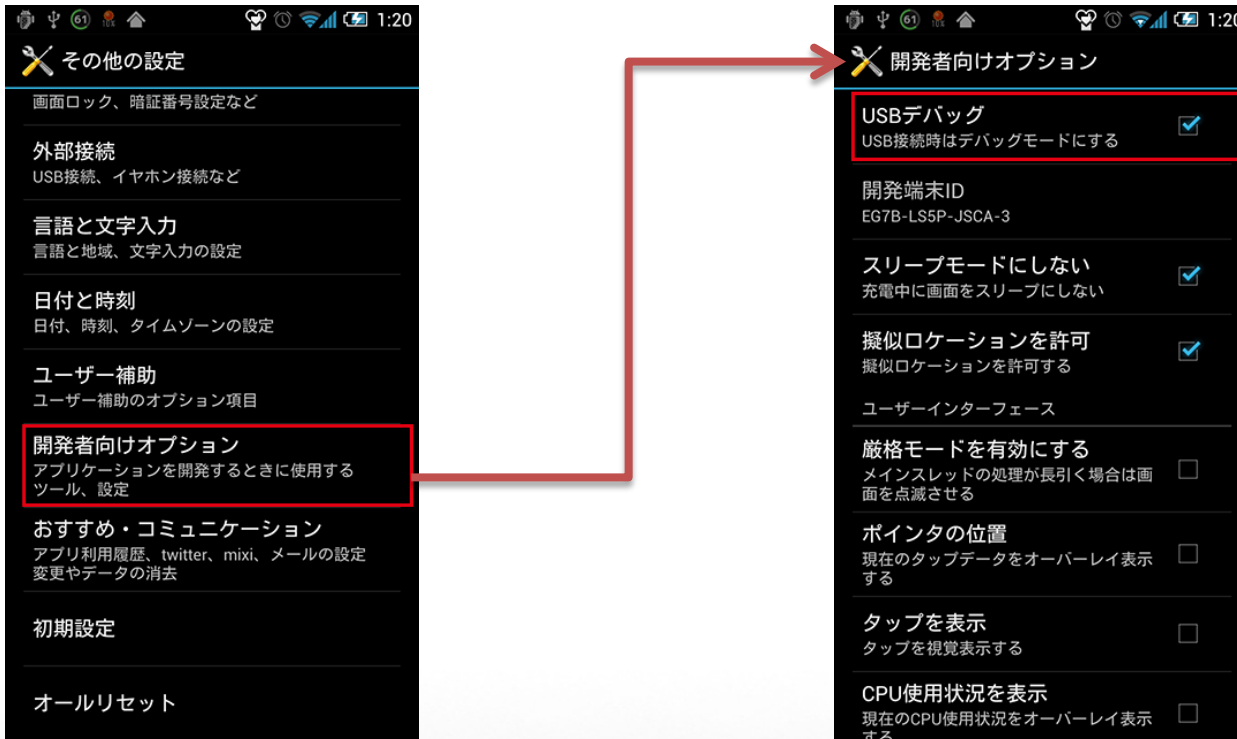 61 10K 1:20
その他の設定
画面ロック、暗証番号設定など
外部接続
USB接続、イヤホン接続など
言語と文字入力
言語と地域、文字入力の設定
日付と時刻
日付、時刻、タイムゾーンの設定
ユーザー補助
ユーザー補助のオプション項目
開発者向けオプション
アプリケーションを開発するときに使用する
ツール、設定
おすすめ・コミュニケーション
アプリ利用履歴、twitter、mixi、メールの設定
変更やデータの消去
初期設定
オールリセット
61 10K 1:20
開発者向けオプション
USBデバッグ
USB接続時はデバッグモードにする
開発端末ID
EG7B-LS5P-JSCA-3
スリープモードにしない
充電中に画面をスリープにしない
擬似ロケーションを許可
擬似ロケーションを許可する
ユーザーインターフェース
厳格モードを有効にする
メインスレッドの処理が長引く場合は画
面を点滅させる
ポインタの位置
現在のタップデータをオーバーレイ表示
する
タップを表示
タップを視覚表示する
CPU使用状況を表示
現在のCPU使用状況をオーバーレイ表示
する